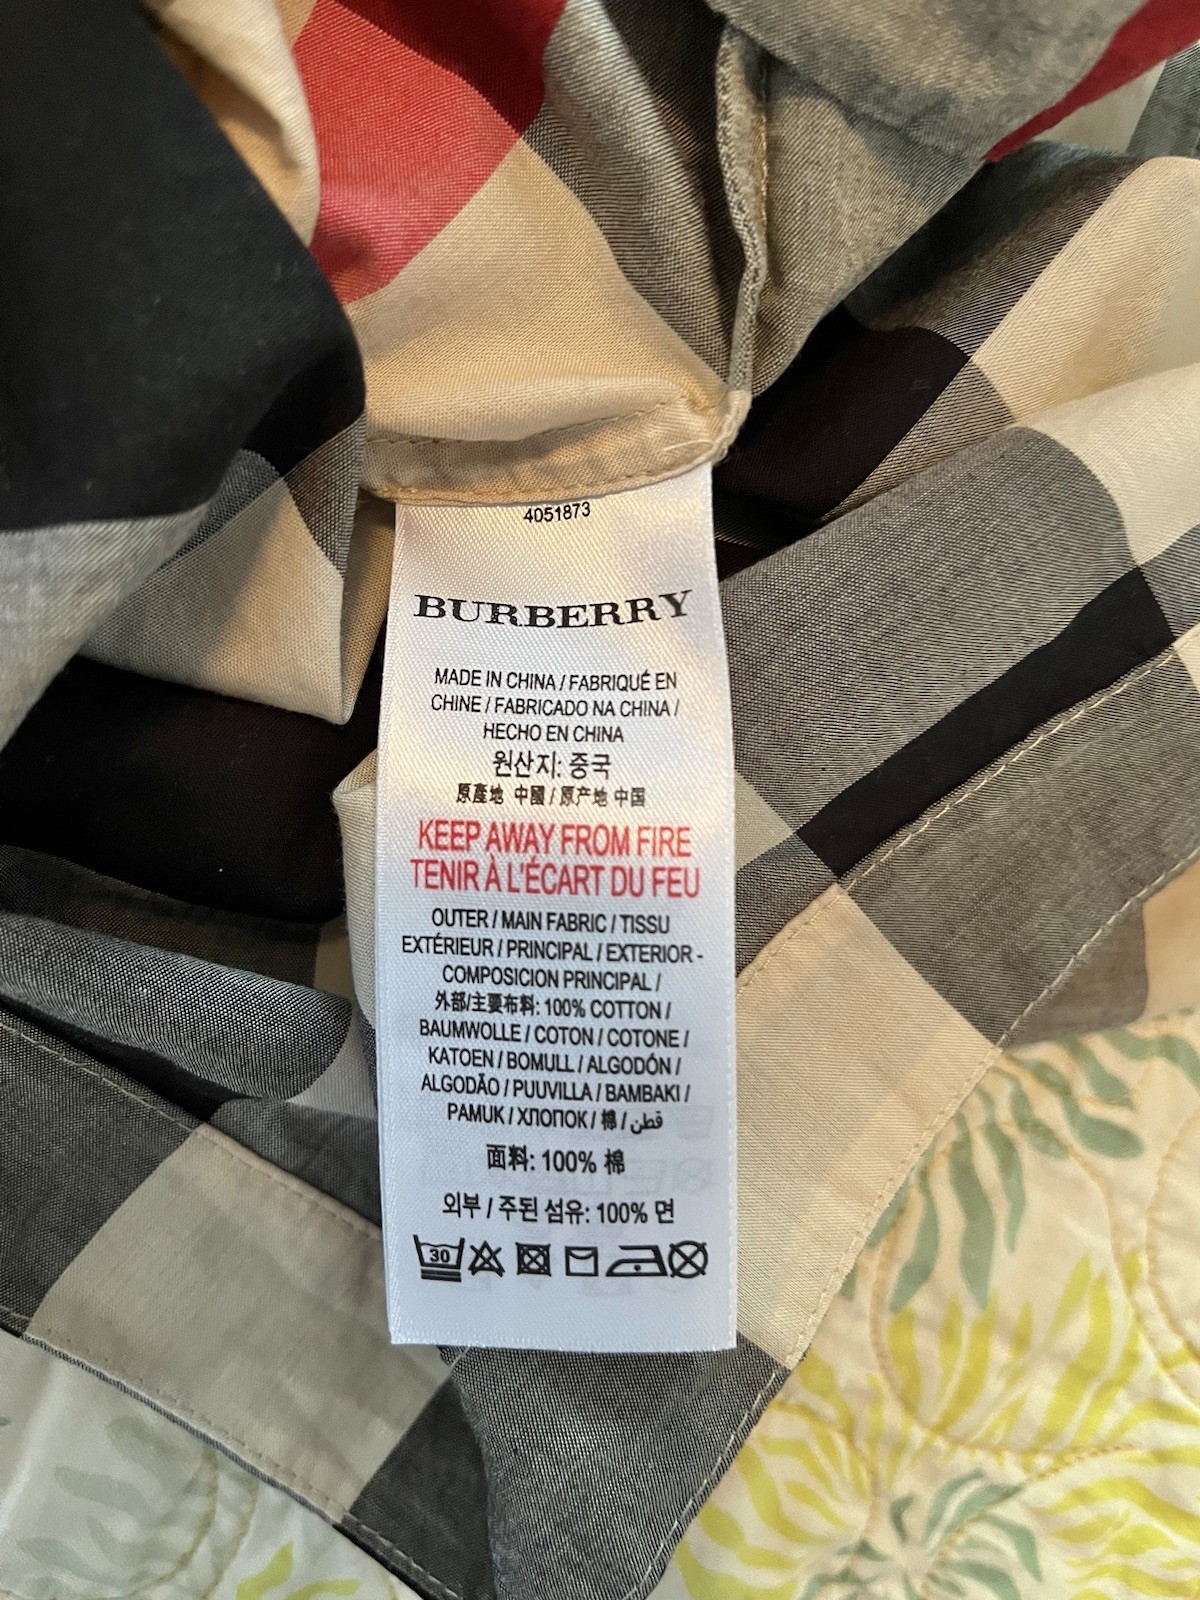 4051873
BURBERRY
MADE IN CHINA / FABRIQUÉ EN
CHINE / FABRICADO NA CHINA /
HECHO EN CHINA
원산지: 중국
原產地 中國 / 原产地 中国
KEEP AWAY FROM FIRE
TENIR À L'ÉCART DU FEU
OUTER / MAIN FABRIC / TISSU
EXTÉRIEUR / PRINCIPAL / EXTERIOR -
COMPOSICION PRINCIPAL /
外部/主要布料: 100% COTTON /
BAUMWOLLE / COTON / COTONE /
KATOEN / BOMULL / ALGODÓN /
ALGODÃO / PUUVILLA / BAMBAKI /
PAMUK / ХЛОПОК / 棉 / قطن
面料: 100% 棉
외부 / 주된 섬유: 100% 면
30